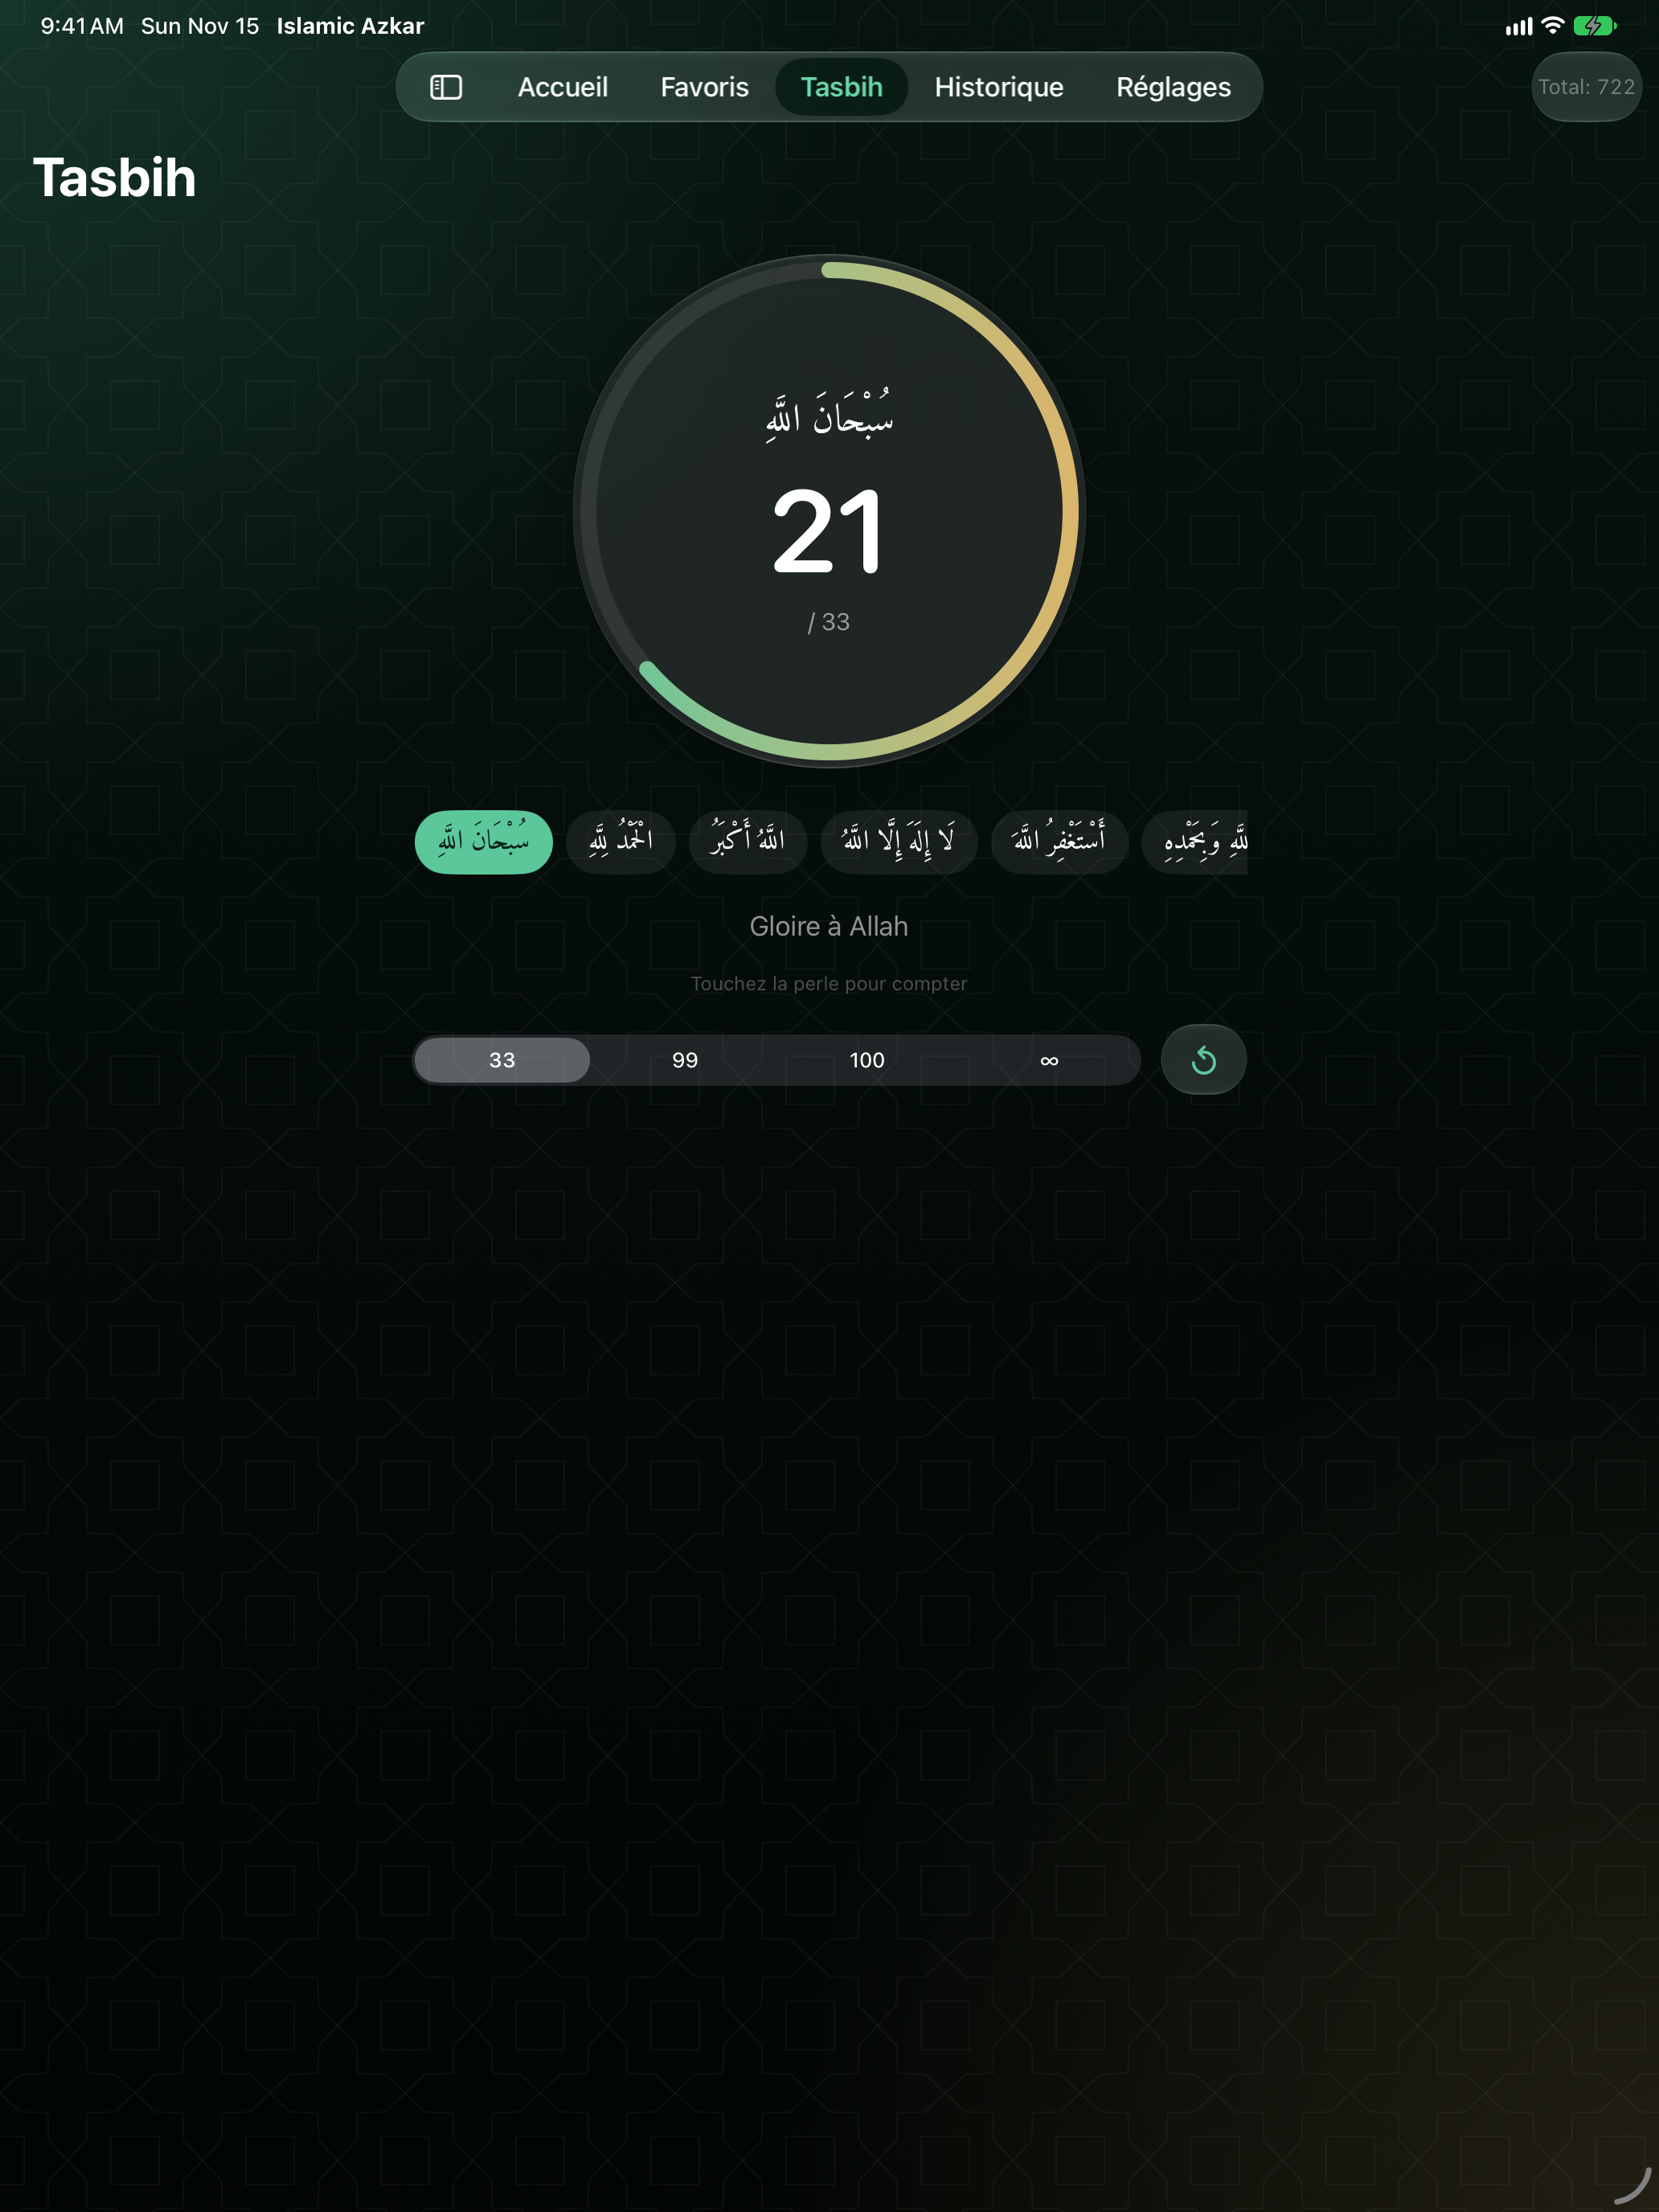 9:41 AM Sun Nov 15 Islamic Azkar
Accueil Favoris Tasbih Historique Réglages
Total: 722
Tasbih
سُبْحَانَ اللَّهِ
21
/ 33
سُبْحَانَ اللَّهِ
الْحَمْدُ لِلَّهِ
اللَّهُ أَكْبَرُ
لَا إِلَهَ إِلَّا اللَّهُ
أَسْتَغْفِرُ اللَّهَ
للَّهِ وَبِحَمْدِهِ
Gloire à Allah
Touchez la perle pour compter
33 99 100 ∞